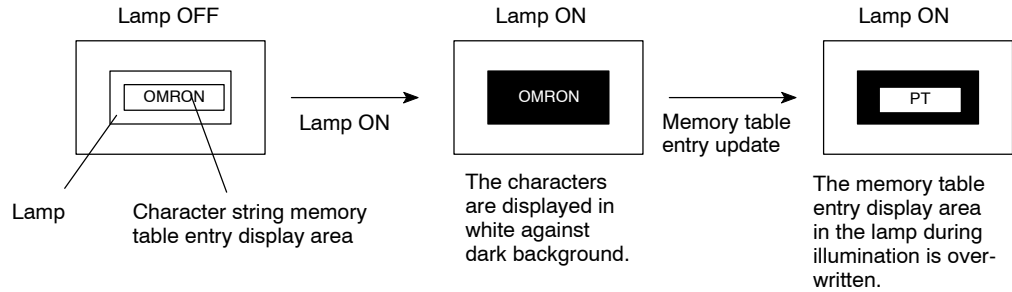 Lamp OFF
Lamp ON
Lamp ON
OMRON
OMRON
PT
Lamp ON
Memory table
entry update
Lamp
Character string memory
table entry display area
The characters
are displayed in
white against
dark background.
The memory table
entry display area
in the lamp during
illumination is over-
written.